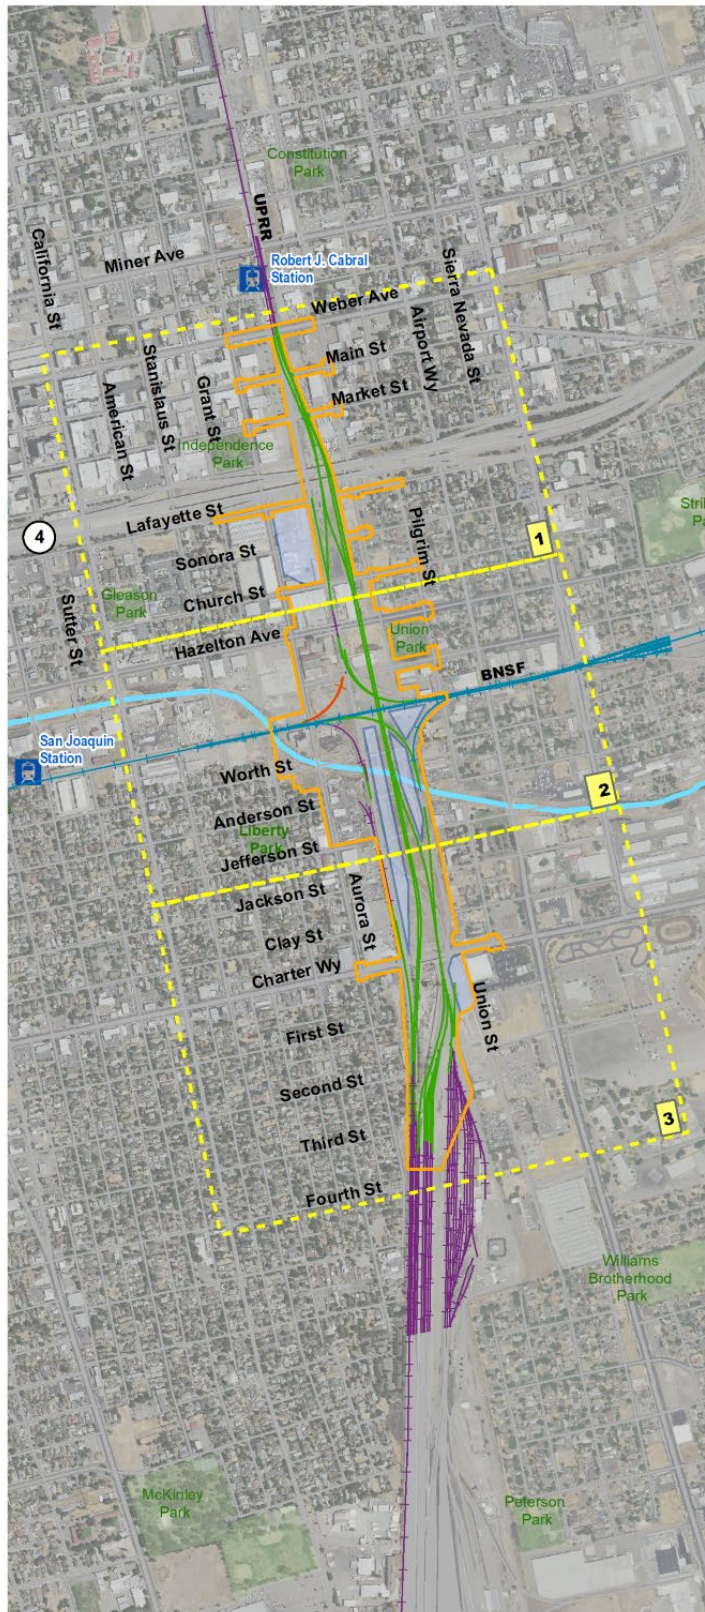 Constitution
Park
UPRR
California St
Miner Ave
Robert J. Cabral
Station
Sierra Nevada St
Weber Ave
Airport Wy
Main St
Stanislaus St
Grant St
American St
Market St
Independence
Park
Lafayette St
4
Pilgrim St
1
Sonora St
Gleason
Park
Church St
Sutter St
Hazelton Ave
Union
Park
BNSF
San Joaquin
Station
Worth St
2
Anderson St
Liberty
Park
Jefferson St
Jackson St
Aurora St
Clay St
Charter Wy
Union St
First St
Second St
3
Third St
Fourth St
Williams
Brotherhood
Park
McKinley
Park
Peterson
Park